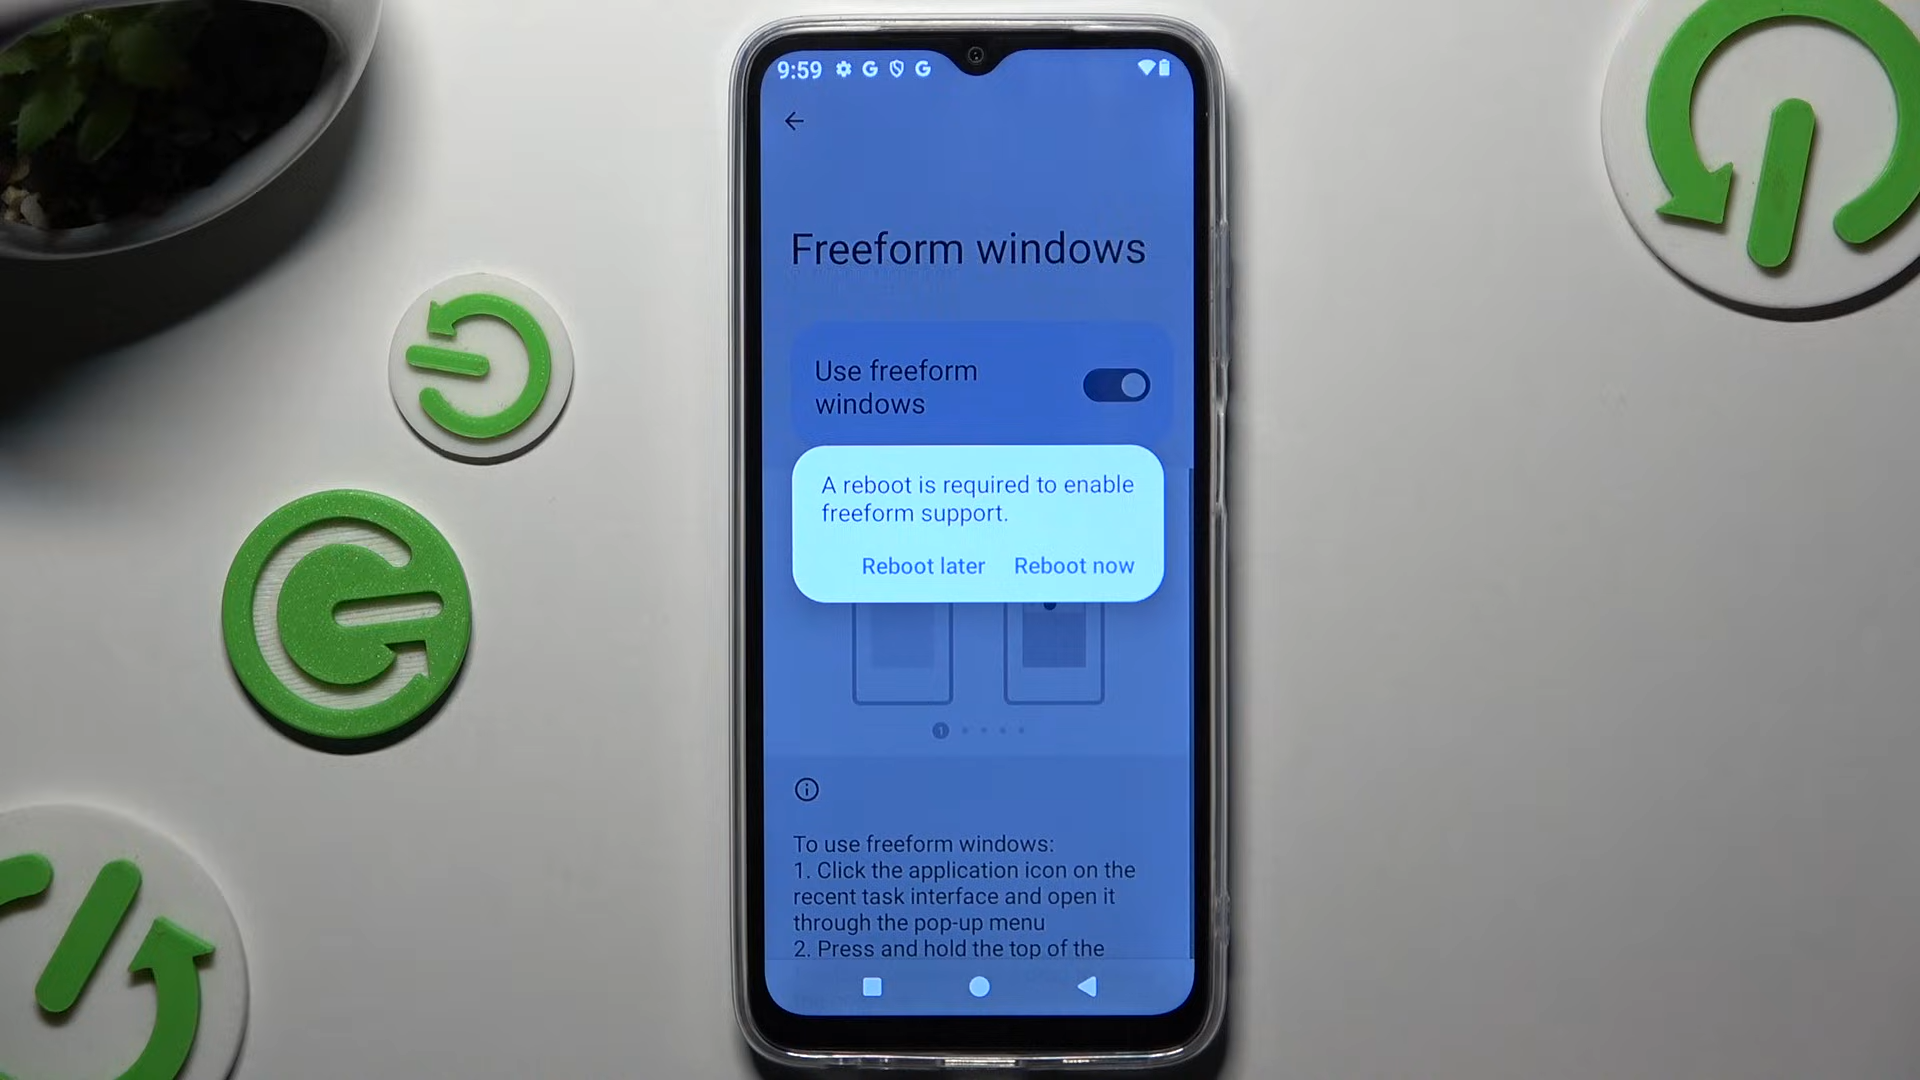 9:59
Freeform windows
Use freeform
windows
A reboot is required to enable
freeform support.
Reboot later Reboot now
1
To use freeform windows:
1. Click the application icon on the
recent task interface and open it
through the pop-up menu
2. Press and hold the top of the